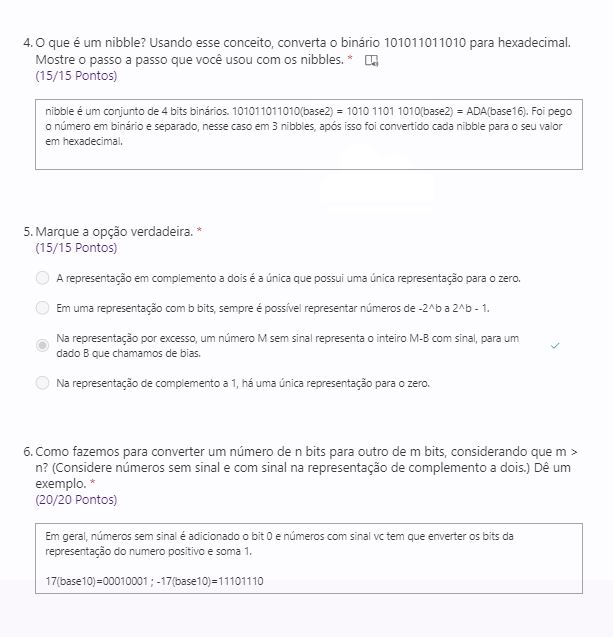 4. O que é um nibble? Usando esse conceito, converta o binário 101011011010 para hexadecimal.
Mostre o passo a passo que você usou com os nibbles. *
(15/15 Pontos)
nibble é um conjunto de 4 bits binários. 101011011010(base2) = 1010 1101 1010(base2) = ADA(base16). Foi pego
o número em binário e separado, nesse caso em 3 nibbles, após isso foi convertido cada nibble para o seu valor
em hexadecimal.
5. Marque a opção verdadeira. *
(15/15 Pontos)
A representação em complemento a dois é a única que possui uma única representação para o zero.
Em uma representação com b bits, sempre é possível representar números de -2^b a 2^b - 1.
Na representação por excesso, um número M sem sinal representa o inteiro M-B com sinal, para um
dado B que chamamos de bias.
Na representação de complemento a 1, há uma única representação para o zero.
6. Como fazemos para converter um número de n bits para outro de m bits, considerando que m >
n? (Considere números sem sinal e com sinal na representação de complemento a dois.) Dê um
exemplo. *
(20/20 Pontos)
Em geral, números sem sinal é adicionado o bit 0 e números com sinal vc tem que enverter os bits da
representação do numero positivo e soma 1.
17(base10)=00010001 ; -17(base10)=11101110